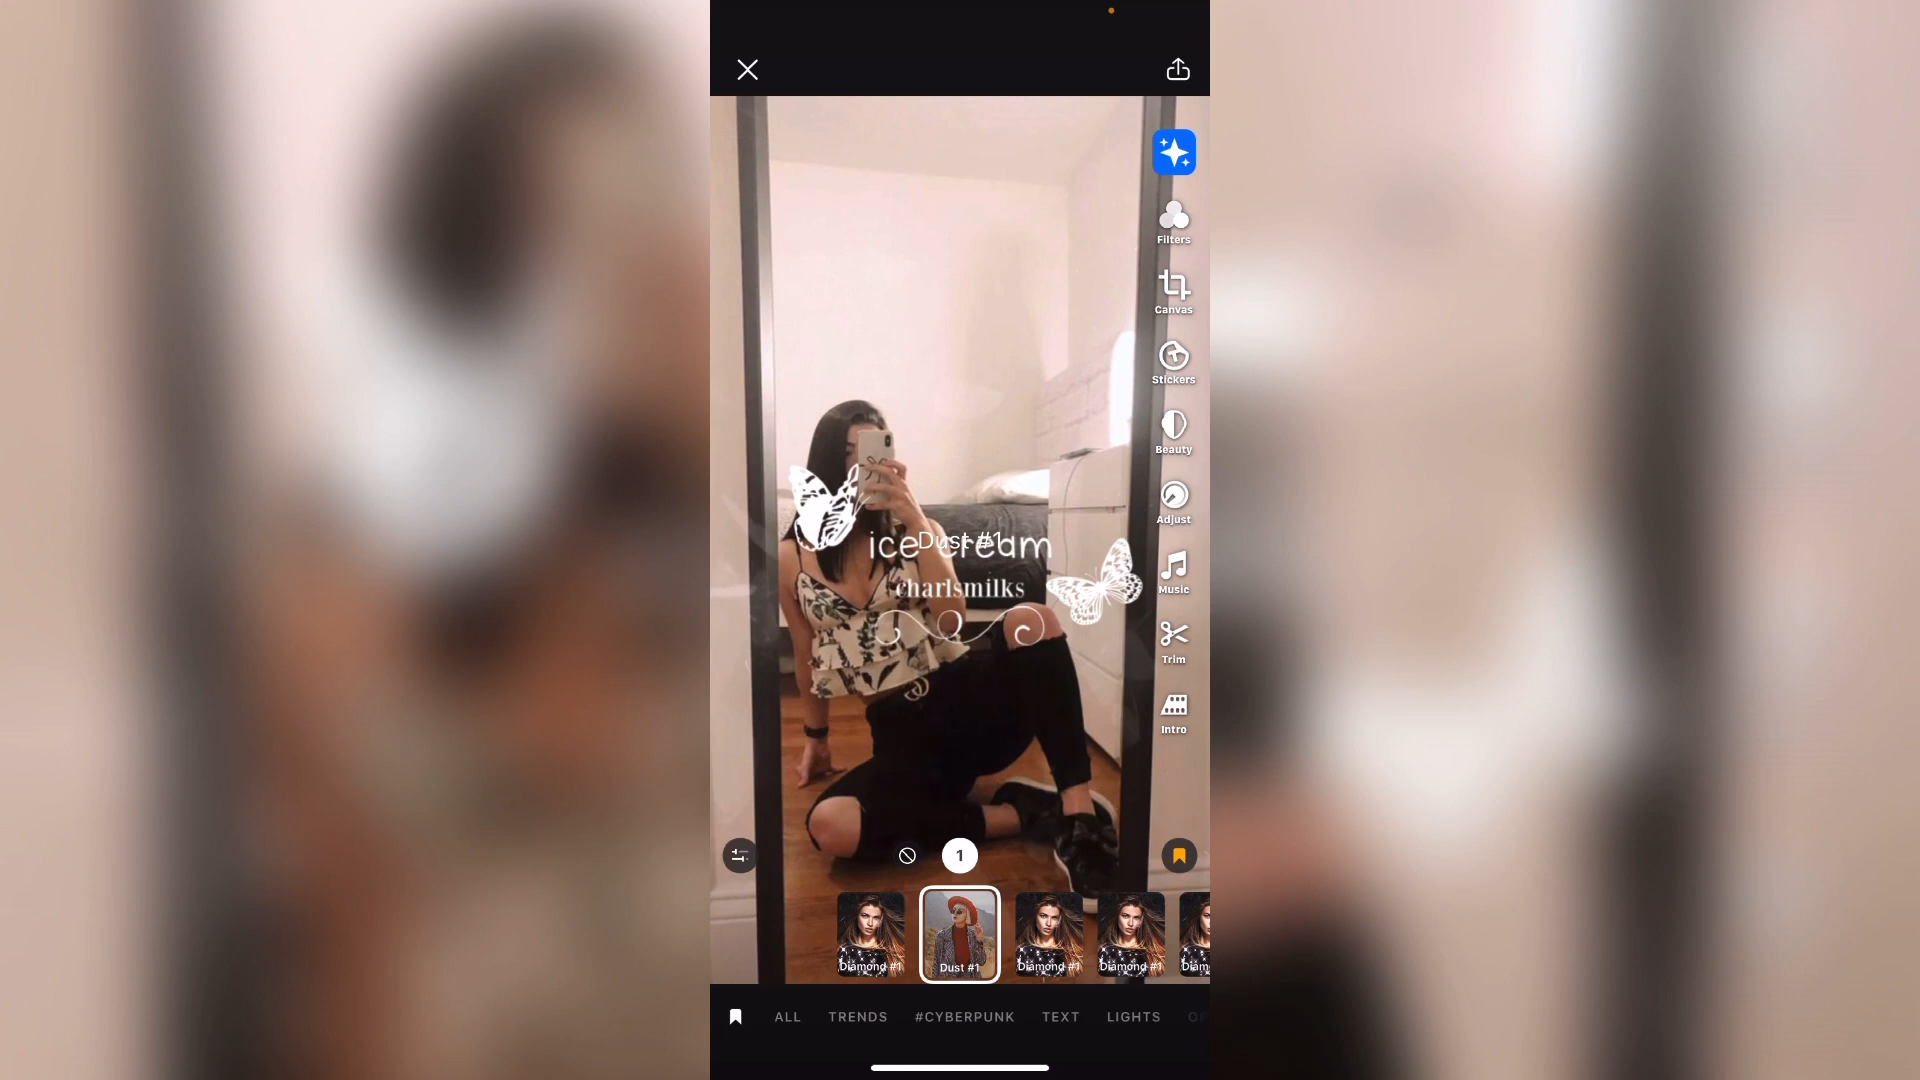 Filters
Canvas
Stickers
Beauty
Adjust
Music
Trim
Intro
ice cream
Dust #1
charlsmilks
1
Diamond #1
Dust #1
Diamond #1
Diamond #1
Diam
ALL
TRENDS
#CYBERPUNK
TEXT
LIGHTS